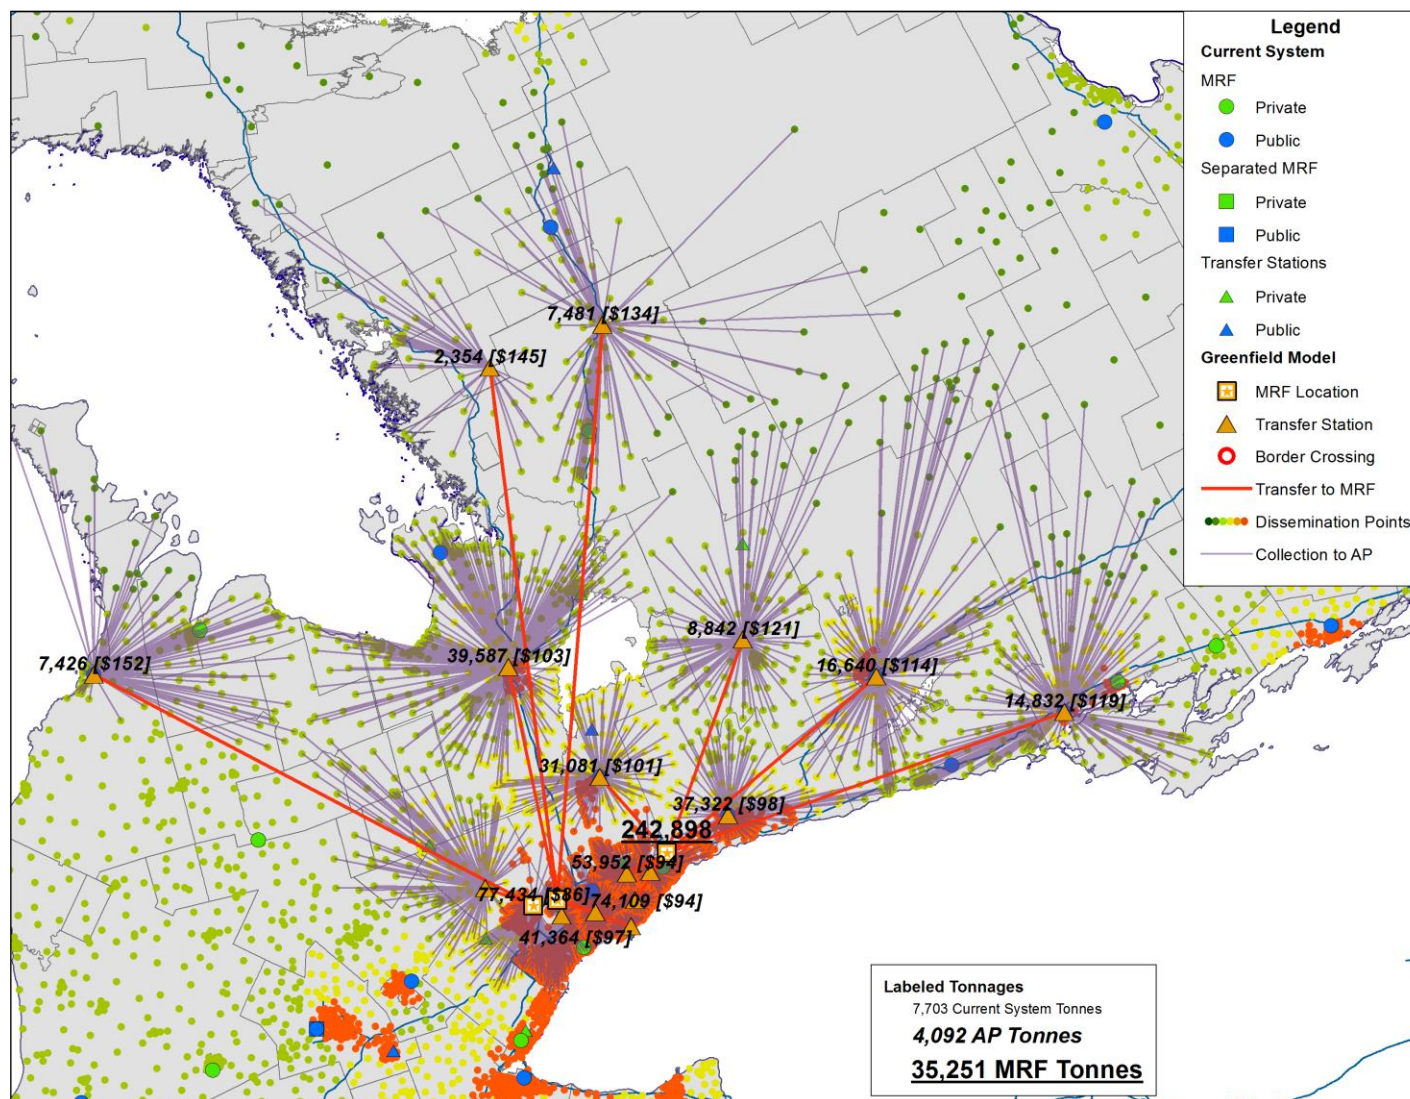 Legend
Current System
MRF
Private
Public
Separated MRF
Private
Public
Transfer Stations
Private
Public
Greenfield Model
MRF Location
Transfer Station
Border Crossing
Transfer to MRF
Dissemination Points
Collection to AP
7,481 [$134]
2,354 [$145]
8,842 [$121]
39,587 [$103]
7,426 [$152]
16,640 [$114]
14,832 [$119]
31,081 [$101]
37,322 [$98]
242,898
53,952 [$94]
77,434 [$86]
74,109 [$94]
41,364 [$97]
Labeled Tonnages
7,703 Current System Tonnes
4,092 AP Tonnes
35,251 MRF Tonnes